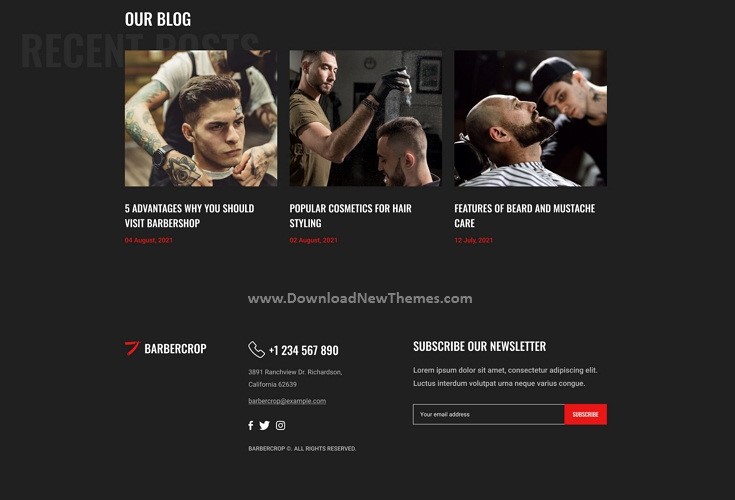 OUR BLOG
RECENT POSTS
5 ADVANTAGES WHY YOU SHOULD
VISIT BARBERSHOP
04 August, 2021
POPULAR COSMETICS FOR HAIR
STYLING
02 August, 2021
FEATURES OF BEARD AND MUSTACHE
CARE
12 July, 2021
www.DownloadNewThemes.com
BARBERCROP
+1 234 567 890
3891 Ranchview Dr. Richardson,
California 62639
barbercrop@example.com
BARBERCROP ©. ALL RIGHTS RESERVED.
SUBSCRIBE OUR NEWSLETTER
Lorem ipsum dolor sit amet, consectetur adipiscing elit.
Luctus interdum volutpat urna neque varius congue.
Your email address
SUBSCRIBE